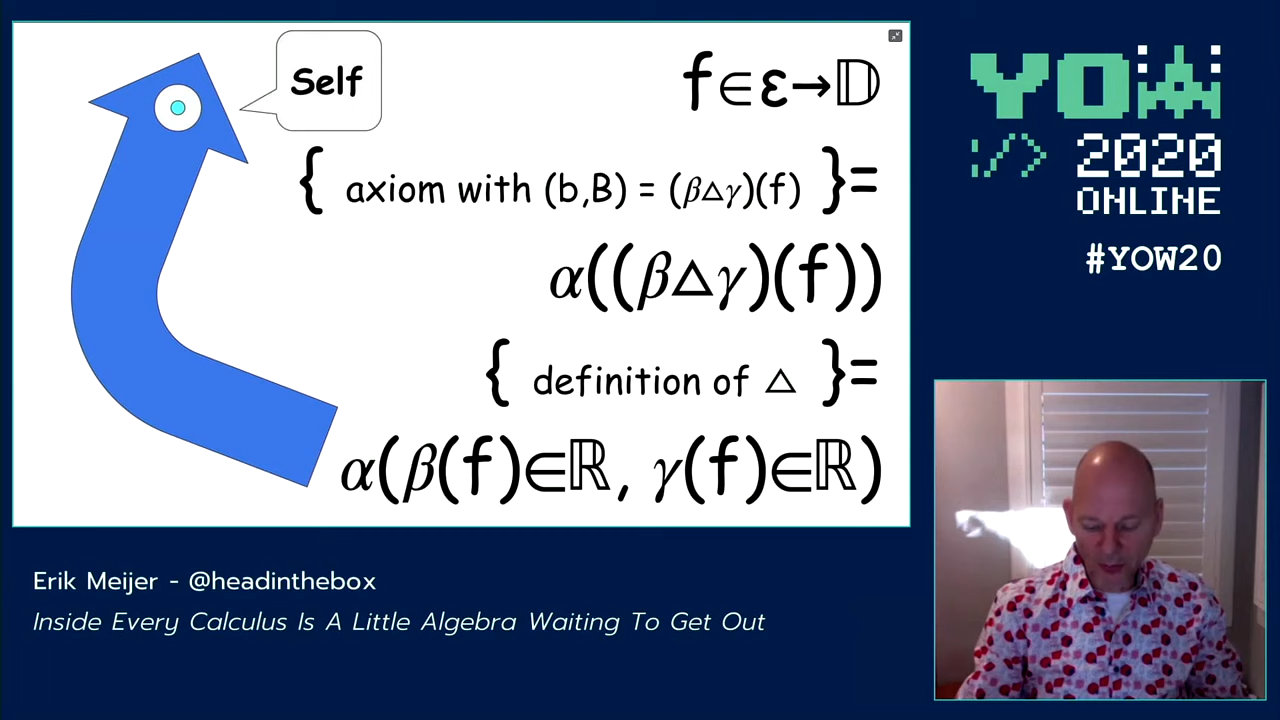 Self
f∈ε→𝔻
{ axiom with (b,B) = (β△γ)(f) }=
α((β△γ)(f))
{ definition of △ }=
α(β(f)∈ℝ, γ(f)∈ℝ)
YOW
:/> 2020
ONLINE
#YOW20
Erik Meijer - @headinthebox
Inside Every Calculus Is A Little Algebra Waiting To Get Out